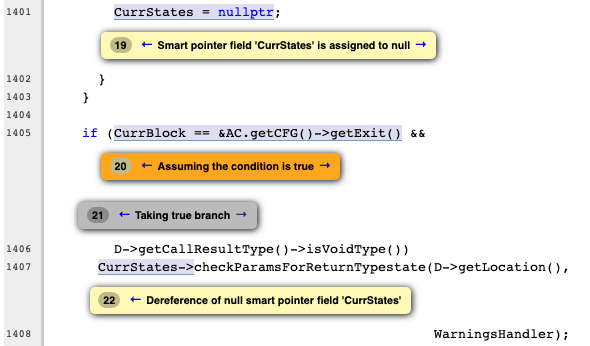 1401 CurrStates = nullptr;
19 ← Smart pointer field 'CurrStates' is assigned to null →
1402 }
1403 }
1404
1405 if (CurrBlock == &AC.getCFG()->getExit() &&
20 ← Assuming the condition is true →
21 ← Taking true branch →
1406 D->getCallResultType()->isVoidType())
1407 CurrStates->checkParamsForReturnTypestate(D->getLocation(),
22 ← Dereference of null smart pointer field 'CurrStates'
1408 WarningsHandler);